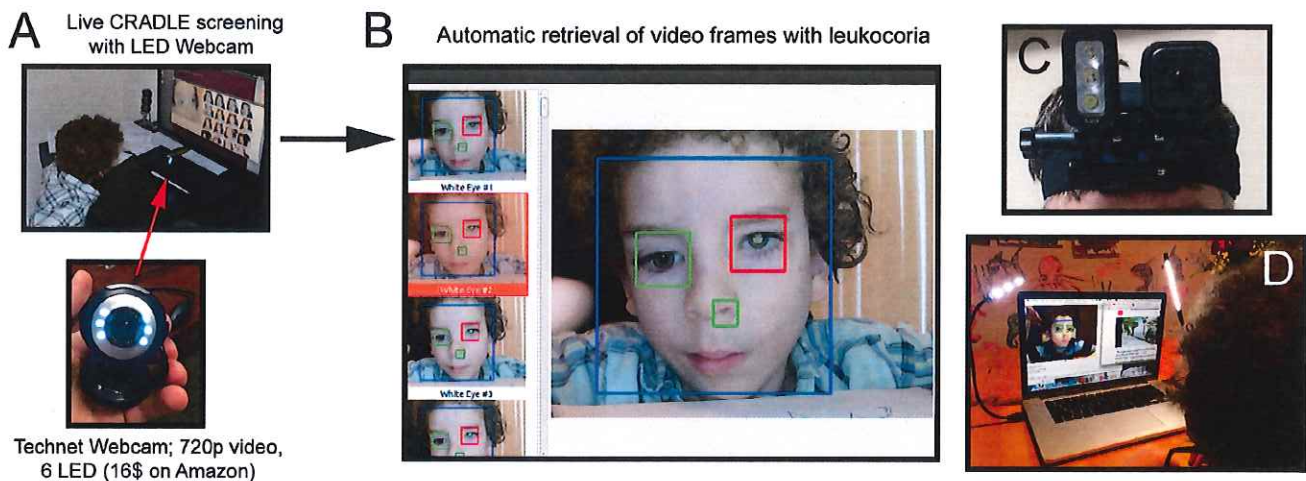 A
Live CRADLE screening
with LED Webcam
Technet Webcam; 720p video,
6 LED (16$ on Amazon)
B
Automatic retrieval of video frames with leukocoria
White Eye #1
White Eye #2
White Eye #3
C
D